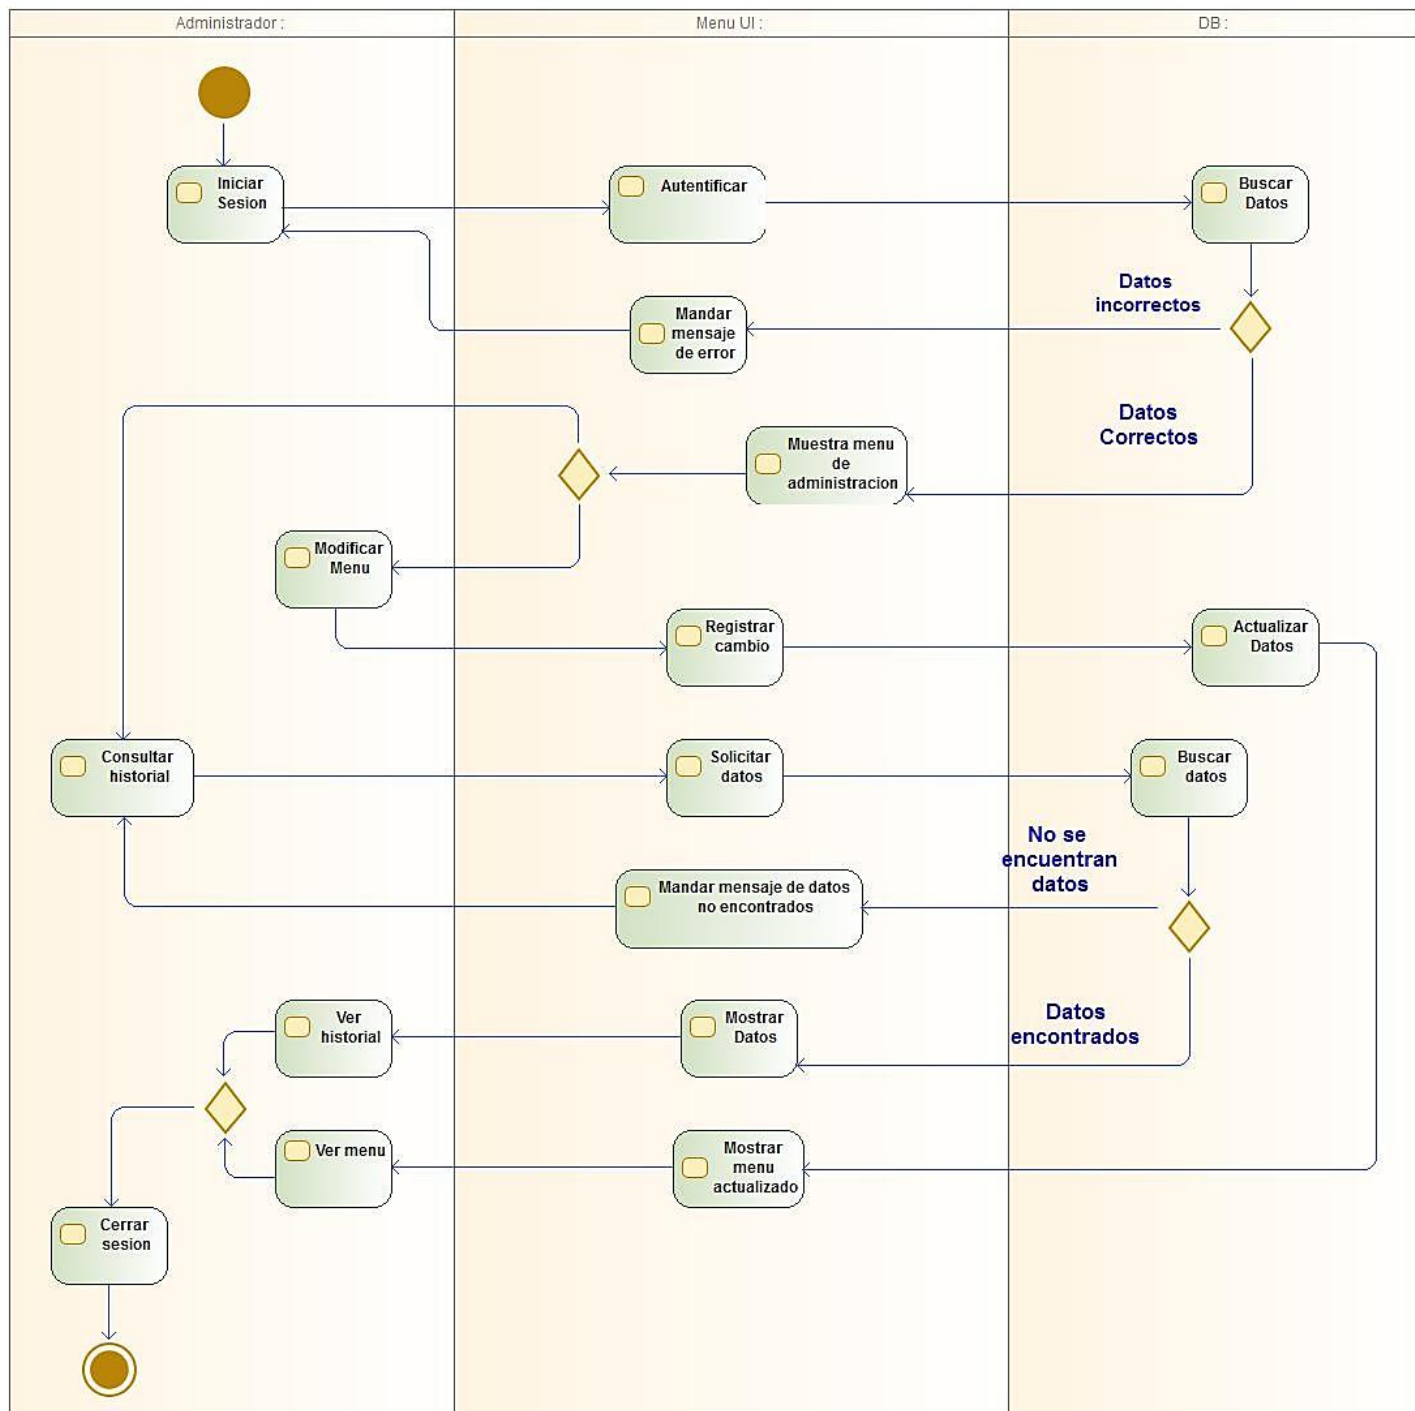 Administrador :
Menu UI :
DB :
Iniciar
Sesion
Autentificar
Buscar
Datos
Datos
incorrectos
Mandar
mensaje
de error
Datos
Correctos
Muestra menu
de
administracion
Modificar
Menu
Registrar
cambio
Actualizar
Datos
Consultar
historial
Solicitar
datos
Buscar
datos
No se
encuentran
datos
Mandar mensaje de datos
no encontrados
Ver
historial
Mostrar
Datos
Datos
encontrados
Ver menu
Mostrar
menu
actualizado
Cerrar
sesion